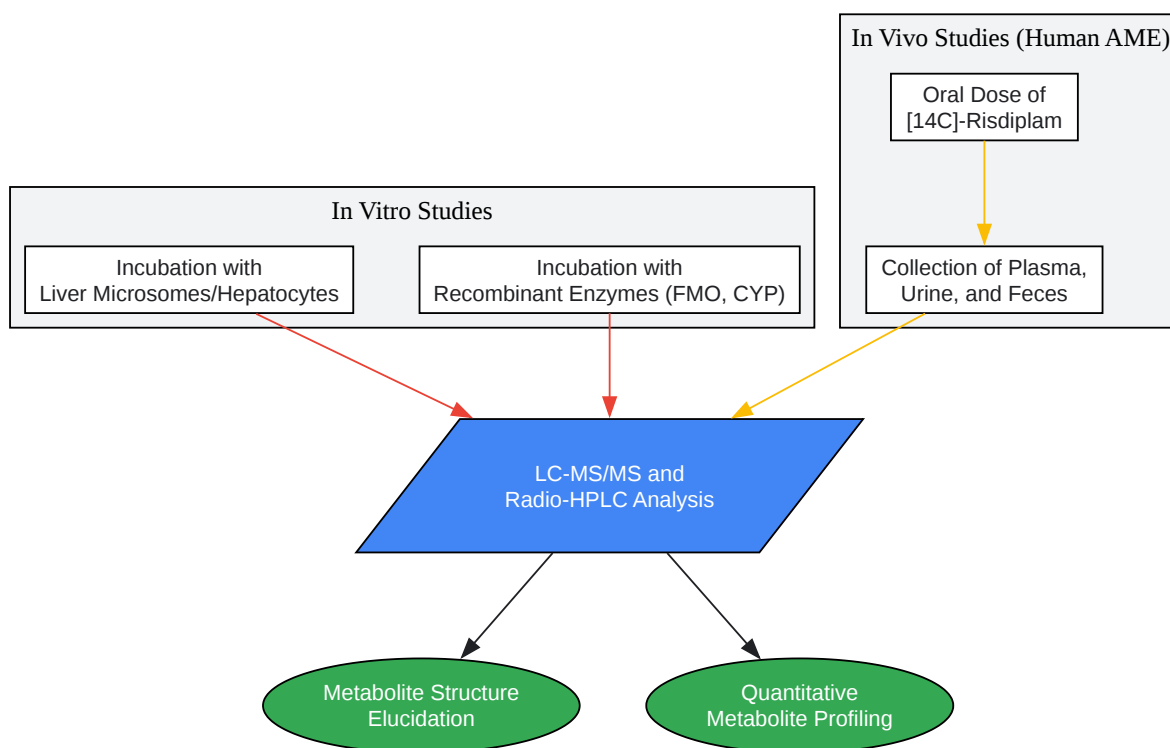 In Vivo Studies (Human AME)
Oral Dose of
[14C]-Risdiplam
In Vitro Studies
Incubation with
Liver Microsomes/Hepatocytes
Incubation with
Recombinant Enzymes (FMO, CYP)
Collection of Plasma,
Urine, and Feces
LC-MS/MS and
Radio-HPLC Analysis
Metabolite Structure
Elucidation
Quantitative
Metabolite Profiling